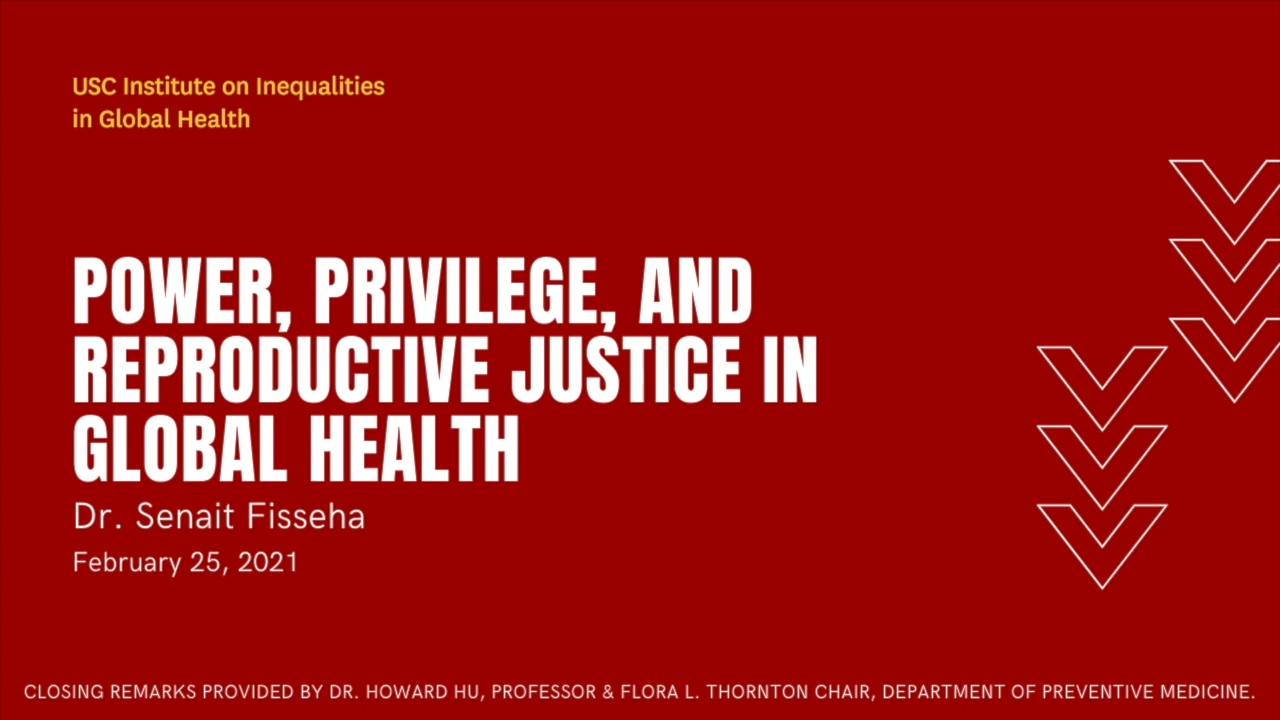 USC Institute on Inequalities
in Global Health
POWER, PRIVILEGE, AND
REPRODUCTIVE JUSTICE IN
GLOBAL HEALTH
Dr. Senait Fisseha
February 25, 2021
CLOSING REMARKS PROVIDED BY DR. HOWARD HU, PROFESSOR & FLORA L. THORNTON CHAIR, DEPARTMENT OF PREVENTIVE MEDICINE.